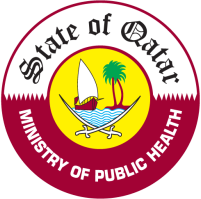 State of Qatar
MINISTRY OF PUBLIC HEALTH